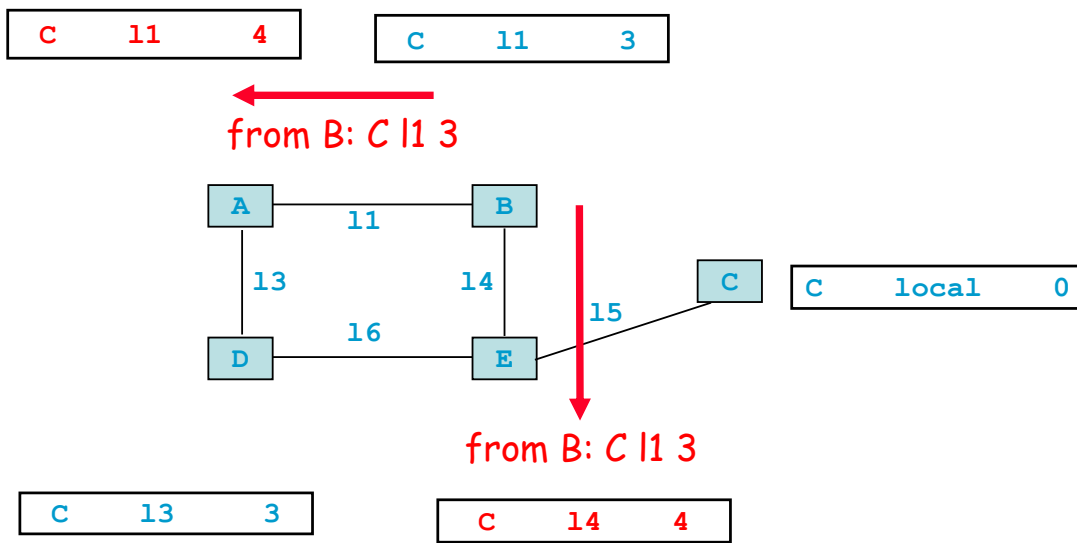 C l1 4
C l1 3
from B: C l1 3
A
B
l1
l3
l4
C
C local 0
l5
l6
D
E
from B: C l1 3
C l3 3
C l4 4